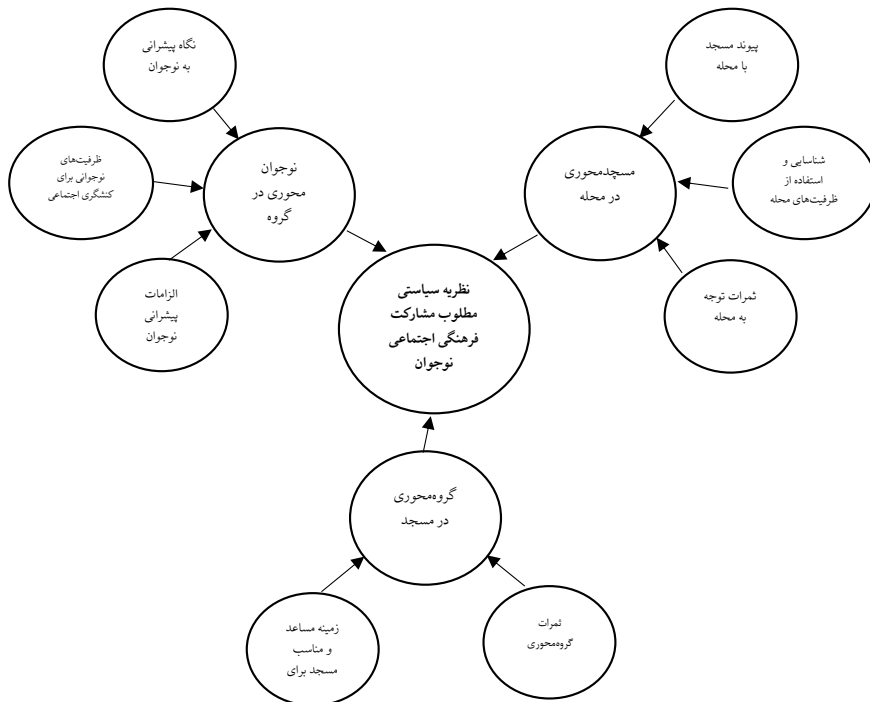 نگاه پیشرانی
به نوجوان
ظرفیت‌های
نوجوانی برای
کنشگری اجتماعی
الزامات
پیشرانی
نوجوان
نوجوان
محوری در
گروه
پیوند مسجد
با محله
شناسایی و
استفاده از
ظرفیت‌های محله
ثمرات توجه
به محله
مسجدمحوری
در محله
نظریه سیاستی
مطلوب مشارکت
فرهنگی اجتماعی
نوجوان
گروه‌محوری
در مسجد
زمینه مساعد
و مناسب
مسجد برای
ثمرات
گروه‌محوری